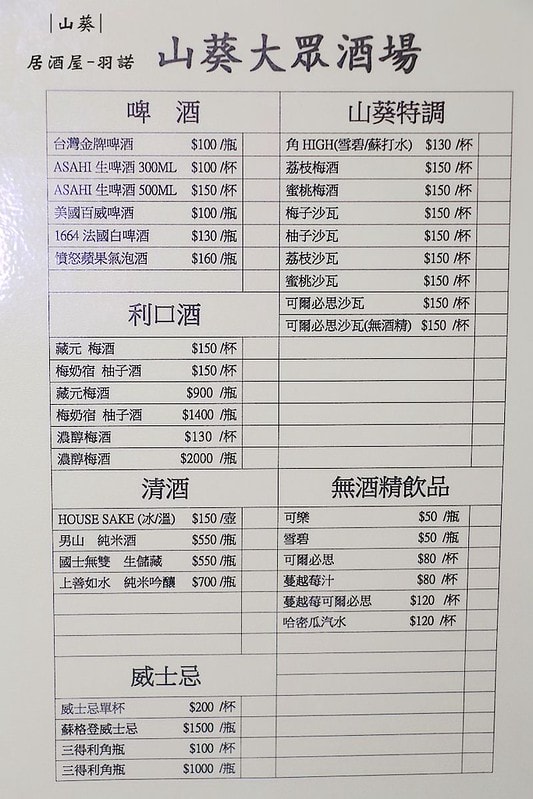 |山葵|
居酒屋-羽諾 山葵大眾酒場
啤 酒
台灣金牌啤酒 $100 /瓶
ASAHI 生啤酒 300ML $100 /杯
ASAHI 生啤酒 500ML $150 /杯
美國百威啤酒 $100 /瓶
1664 法國白啤酒 $130 /瓶
憤怒蘋果氣泡酒 $160 /瓶
利口酒
藏元 梅酒 $150 /杯
梅奶宿 柚子酒 $150 /杯
藏元梅酒 $900 /瓶
梅奶宿 柚子酒 $1400 /瓶
濃醇梅酒 $130 /杯
濃醇梅酒 $2000 /瓶
清酒
HOUSE SAKE (冰/溫) $150 /壺
男山 純米酒 $550 /瓶
國士無雙 生儲藏 $550 /瓶
上善如水 純米吟釀 $700 /瓶
威士忌
威士忌單杯 $200 /杯
蘇格登威士忌 $1500 /瓶
三得利角瓶 $100 /杯
三得利角瓶 $1000 /瓶
山葵特調
角 HIGH(雪碧/蘇打水) $130 /杯
荔枝梅酒 $150 /杯
蜜桃梅酒 $150 /杯
梅子沙瓦 $150 /杯
柚子沙瓦 $150 /杯
荔枝沙瓦 $150 /杯
蜜桃沙瓦 $150 /杯
可爾必思沙瓦 $150 /杯
可爾必思沙瓦(無酒精) $150 /杯
無酒精飲品
可樂 $50 /瓶
雪碧 $50 /瓶
可爾必思 $80 /杯
蔓越莓汁 $80 /杯
蔓越莓可爾必思 $120 /杯
哈密瓜汽水 $120 /杯